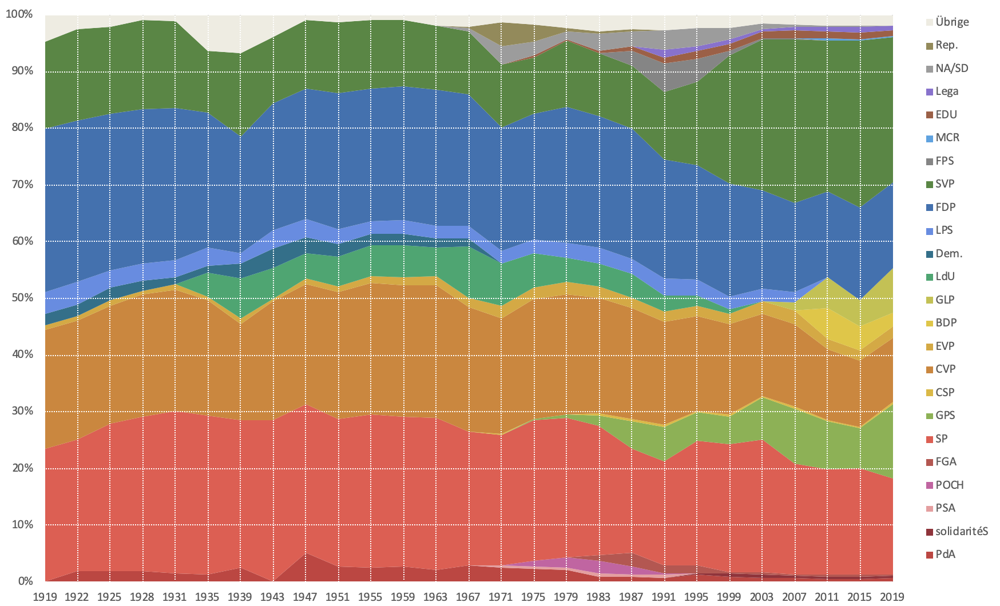 100%
90%
80%
70%
60%
50%
40%
30%
20%
10%
0%
1919 1922 1925 1928 1931 1935 1939 1943 1947 1951 1955 1959 1963 1967 1971 1975 1979 1983 1987 1991 1995 1999 2003 2007 2011 2015 2019
Übrige
Rep.
NA/SD
Lega
EDU
MCR
FPS
SVP
FDP
LPS
Dem.
LdU
GLP
BDP
EVP
CVP
CSP
GPS
SP
FGA
POCH
PSA
solidaritéS
PdA